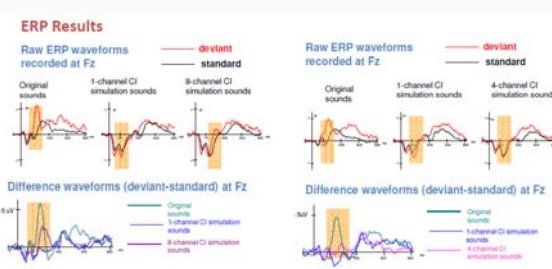 ERP Results
Raw ERP waveforms
recorded at Fz
deviant
standard
Original
sounds
1-channel CI
simulation sounds
8-channel CI
simulation sounds
Difference waveforms (deviant-standard) at Fz
Original
sounds
1-channel CI simulation
sounds
8-channel CI simulation
sounds
Raw ERP waveforms
recorded at Fz
deviant
standard
Original
sounds
1-channel CI
simulation sounds
4-channel CI
simulation sound
Difference waveforms (deviant-standard) at Fz
-5uV
Original
sounds
1-channel CI simulation
sounds
4-channel CI simulation
sounds